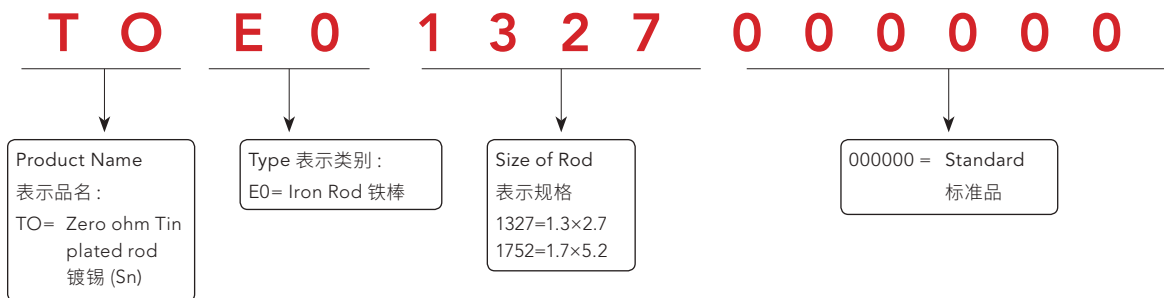 T O E 0 1 3 2 7 0 0 0 0 0 0
Product Name
表示品名 :
TO= Zero ohm Tin
plated rod
镀锡 (Sn)
Type 表示类别 :
E0= Iron Rod 铁棒
Size of Rod
表示规格
1327=1.3×2.7
1752=1.7×5.2
000000 = Standard
标准品